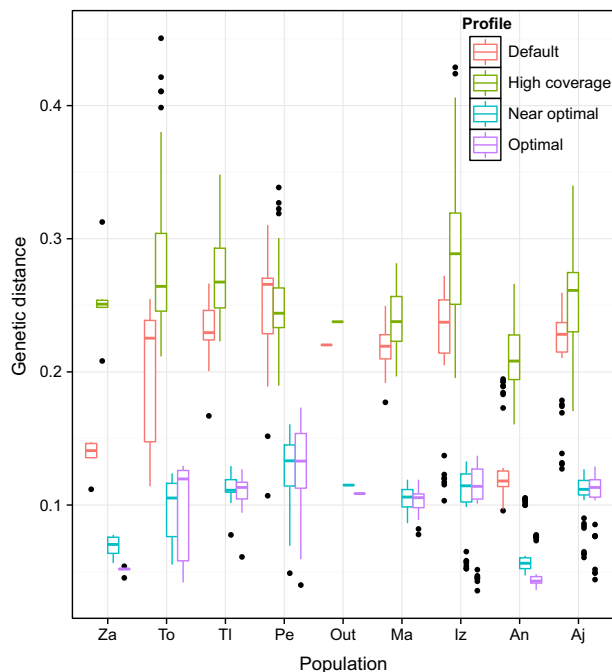 Profile
Default
High coverage
Near optimal
Optimal
0.4
0.3
0.2
0.1
Genetic distance
Za To Tl Pe Out Ma Iz An Aj
Population